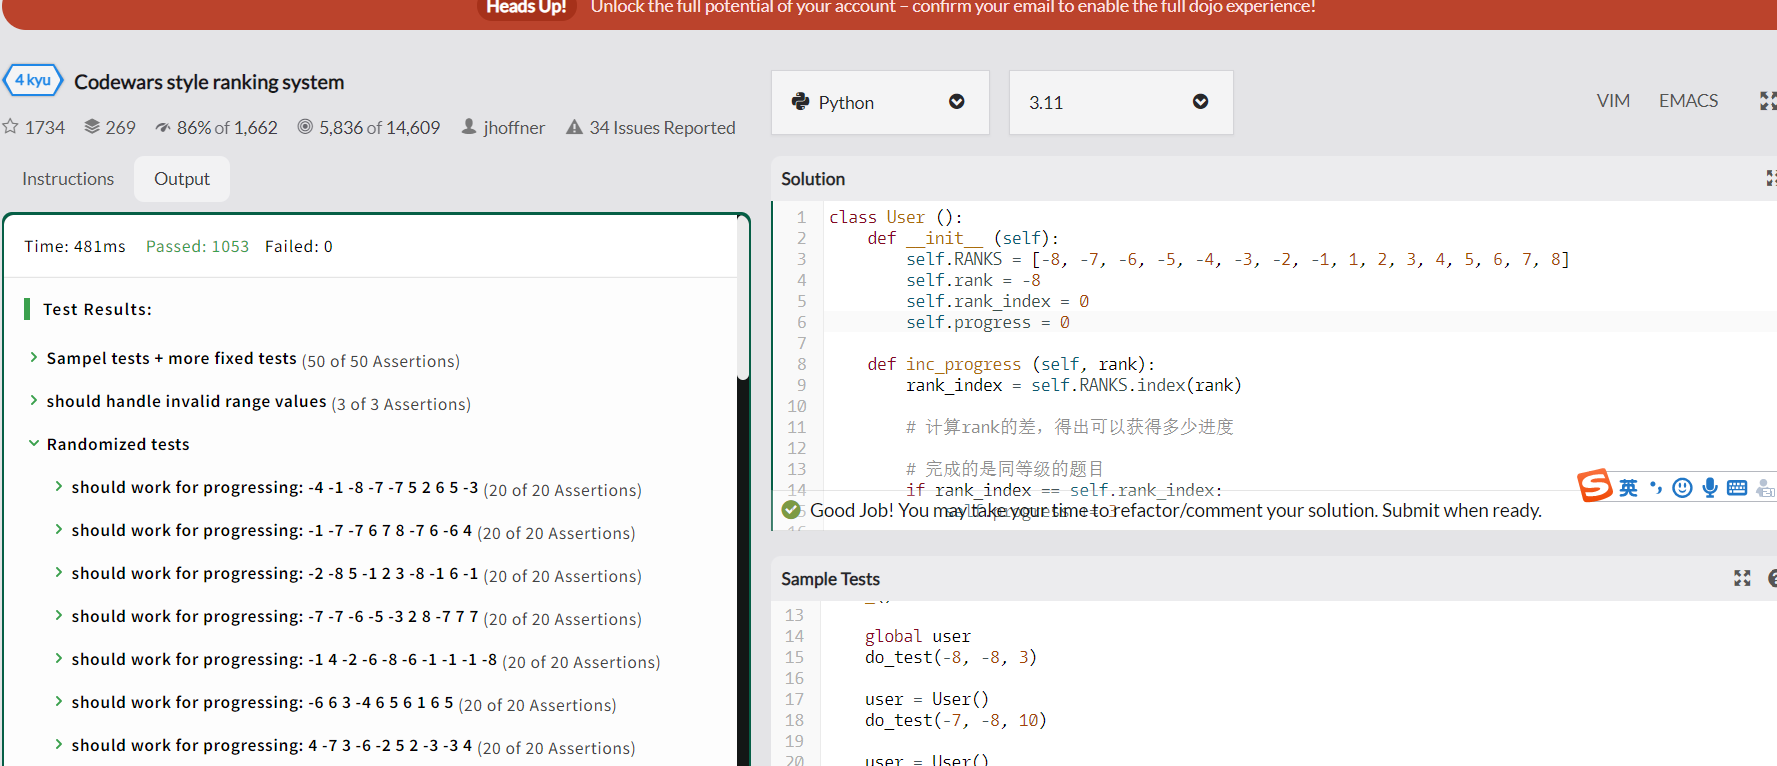 Heads Up! Unlock the full potential of your account – confirm your email to enable the full dojo experience!
4 kyu Codewars style ranking system
1734 269 86% of 1,662 5,836 of 14,609 jhoffner 34 Issues Reported
Instructions Output
Time: 481ms Passed: 1053 Failed: 0
Test Results:
Sampel tests + more fixed tests (50 of 50 Assertions)
should handle invalid range values (3 of 3 Assertions)
Randomized tests
should work for progressing: -4 -1 -8 -7 -7 5 2 6 5 -3 (20 of 20 Assertions)
should work for progressing: -1 -7 -7 6 7 8 -7 6 -6 4 (20 of 20 Assertions)
should work for progressing: -2 -8 5 -1 2 3 -8 -1 6 -1 (20 of 20 Assertions)
should work for progressing: -7 -7 -6 -5 -3 2 8 -7 7 7 (20 of 20 Assertions)
should work for progressing: -1 4 -2 -6 -8 -6 -1 -1 -1 -8 (20 of 20 Assertions)
should work for progressing: -6 6 3 -4 6 5 6 1 6 5 (20 of 20 Assertions)
should work for progressing: 4 -7 3 -6 -2 5 2 -3 -3 4 (20 of 20 Assertions)
Python 3.11 VIM EMACS
Solution
1 class User ():
2 def __init__ (self):
3 self.RANKS = [-8, -7, -6, -5, -4, -3, -2, -1, 1, 2, 3, 4, 5, 6, 7, 8]
4 self.rank = -8
5 self.rank_index = 0
6 self.progress = 0
7
8 def inc_progress (self, rank):
9 rank_index = self.RANKS.index(rank)
10
11 # 计算rank的差，得出可以获得多少进度
12
13 # 完成的是同等级的题目
14 if rank_index == self.rank_index:
Good Job! You may take your time to refactor/comment your solution. Submit when ready.
英
Sample Tests
13
14 global user
15 do_test(-8, -8, 3)
16
17 user = User()
18 do_test(-7, -8, 10)
19
20 user = User()